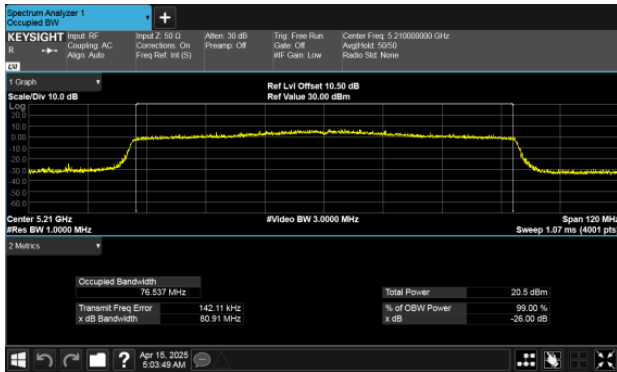 Spectrum Analyzer 1
Occupied BW
+
KEYSIGHT
R
LXI
Input: RF
Coupling: AC
Align: Auto
Input Z: 50 Ω
Corrections: On
Freq Ref: Int (S)
Atten: 30 dB
Preamp: Off
Trig: Free Run
Gate: Off
#IF Gain: Low
Center Freq: 5.210000000 GHz
Avg|Hold: 50/50
Radio Std: None
1 Graph
Scale/Div 10.0 dB
Ref Lvl Offset 10.50 dB
Ref Value 30.00 dBm
Log
20.0
10.0
0.00
-10.0
-20.0
-30.0
-40.0
-50.0
-60.0
Center 5.21 GHz
#Res BW 1.0000 MHz
#Video BW 3.0000 MHz
Span 120 MHz
Sweep 1.07 ms (4001 pts)
2 Metrics
Occupied Bandwidth
76.537 MHz
Transmit Freq Error 142.11 kHz
x dB Bandwidth 80.91 MHz
Total Power 20.5 dBm
% of OBW Power 99.00 %
x dB -26.00 dB
?
Apr 15, 2025
5:03:49 AM